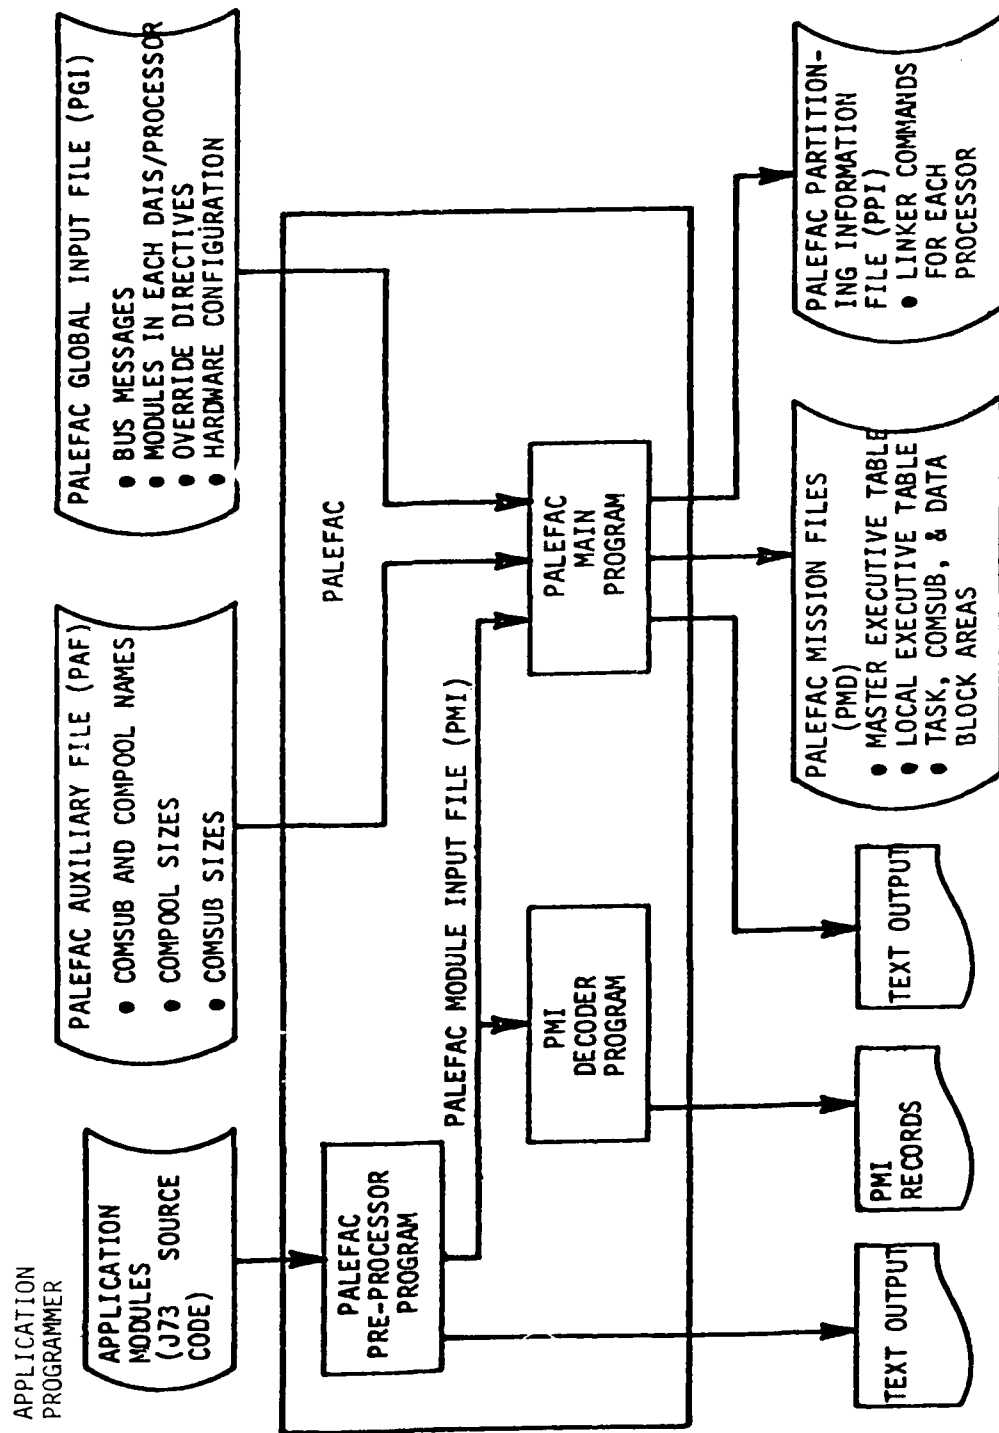 APPLICATION
PROGRAMMER
APPLICATION
MODULES
(J73 SOURCE
CODE)
PALEFAC AUXILIARY FILE (PAF)
● COMSUB AND COMPOOL NAMES
● COMPOOL SIZES
● COMSUB SIZES
PALEFAC GLOBAL INPUT FILE (PGI)
● BUS MESSAGES
● MODULES IN EACH DAIS/PROCESSOR
● OVERRIDE DIRECTIVES
● HARDWARE CONFIGURATION
PALEFAC
PALEFAC
PRE-PROCESSOR
PROGRAM
PALEFAC MODULE INPUT FILE (PMI)
PMI
DECODER
PROGRAM
PALEFAC
MAIN
PROGRAM
TEXT OUTPUT
PMI
RECORDS
TEXT OUTPUT
PALEFAC MISSION FILES
(PMD)
● MASTER EXECUTIVE TABLE
● LOCAL EXECUTIVE TABLE
● TASK, COMSUB, & DATA
BLOCK AREAS
PALEFAC PARTITION-
ING INFORMATION
FILE (PPI)
● LINKER COMMANDS
FOR EACH
PROCESSOR